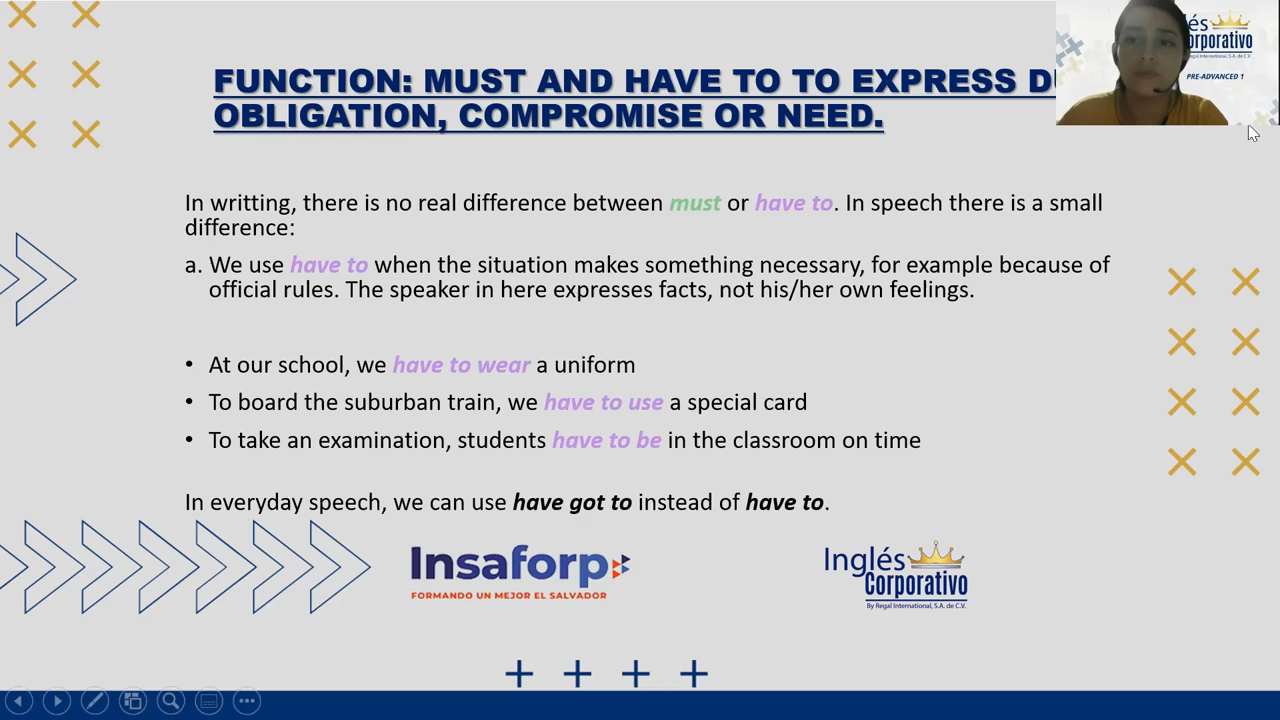 FUNCTION: MUST AND HAVE TO TO EXPRESS
OBLIGATION, COMPROMISE OR NEED.
orporativo
PRE-ADVANCED 1
In writting, there is no real difference between must or have to. In speech there is a small
difference:
a. We use have to when the situation makes something necessary, for example because of
official rules. The speaker in here expresses facts, not his/her own feelings.
• At our school, we have to wear a uniform
• To board the suburban train, we have to use a special card
• To take an examination, students have to be in the classroom on time
In everyday speech, we can use have got to instead of have to.
Insaforp
FORMANDO UN MEJOR EL SALVADOR
Inglés
Corporativo
By Regal International, S.A. de C.V.